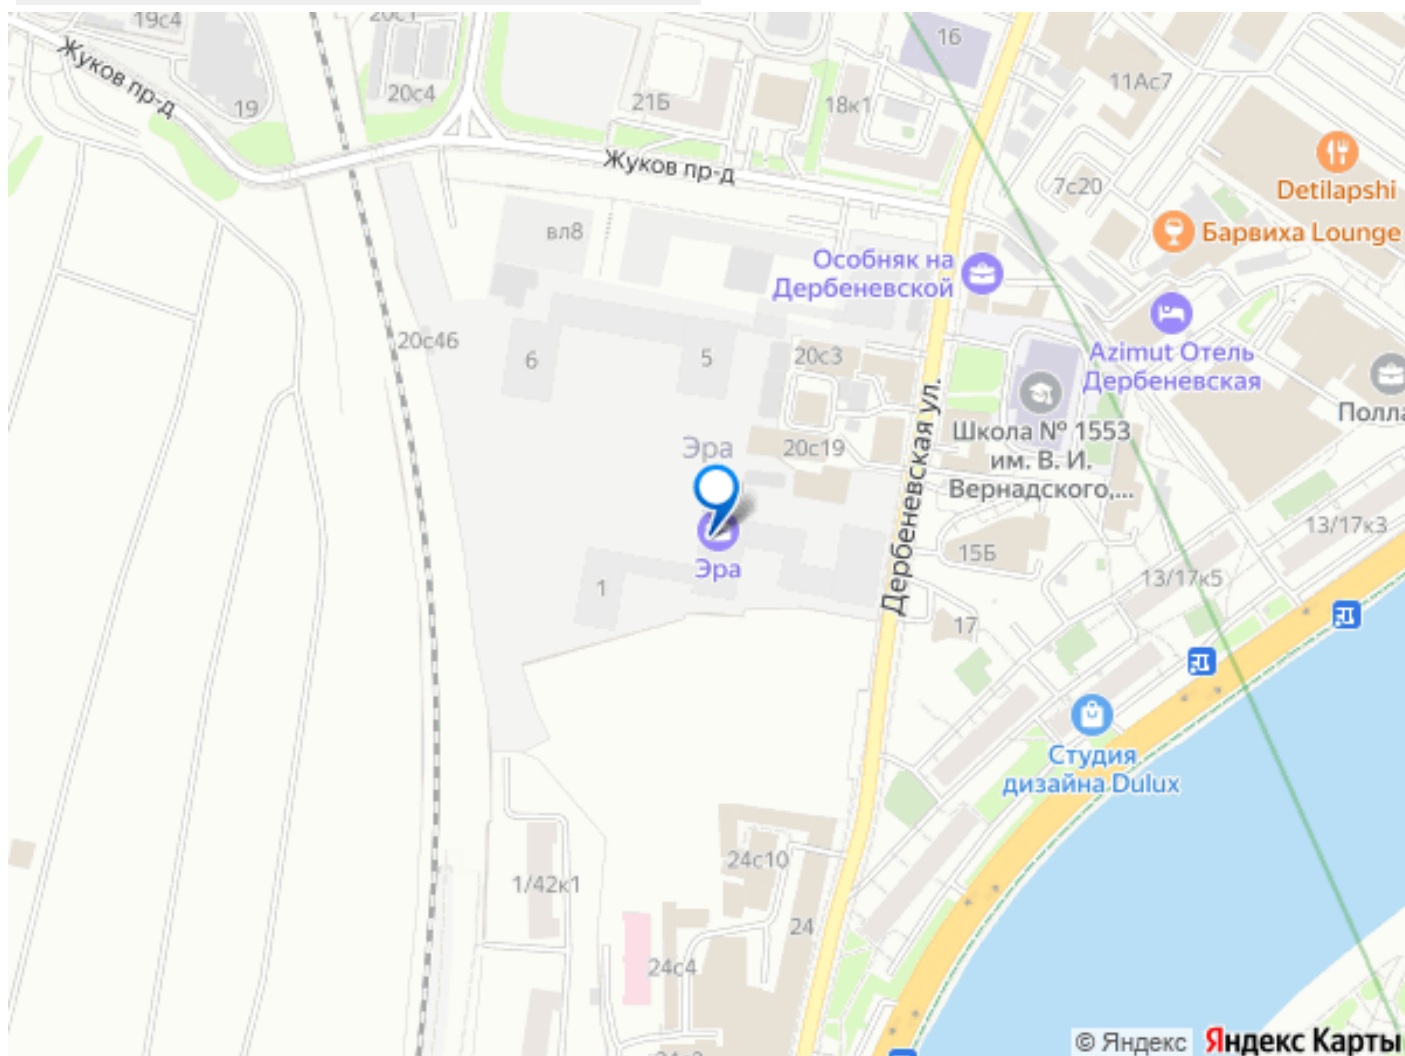 19с4
20с1
16
Жуков пр-д
11Ас7
20с4
21Б
18к1
19
Жуков пр-д
7с20
Detilapshi
вл8
Барвиха Lounge
Особняк на
Дербеневской
20с46
6
5
20с3
Azimut Отель
Дербеневская
Полла
Дербеневская ул.
Эра
20с19
Школа № 1553
им. В. И.
Вернадского,...
13/17к3
15Б
Эра
1
13/17к5
17
Студия
дизайна Dulux
24с10
1/42к1
24
24с4
© Яндекс Яндекс Карты